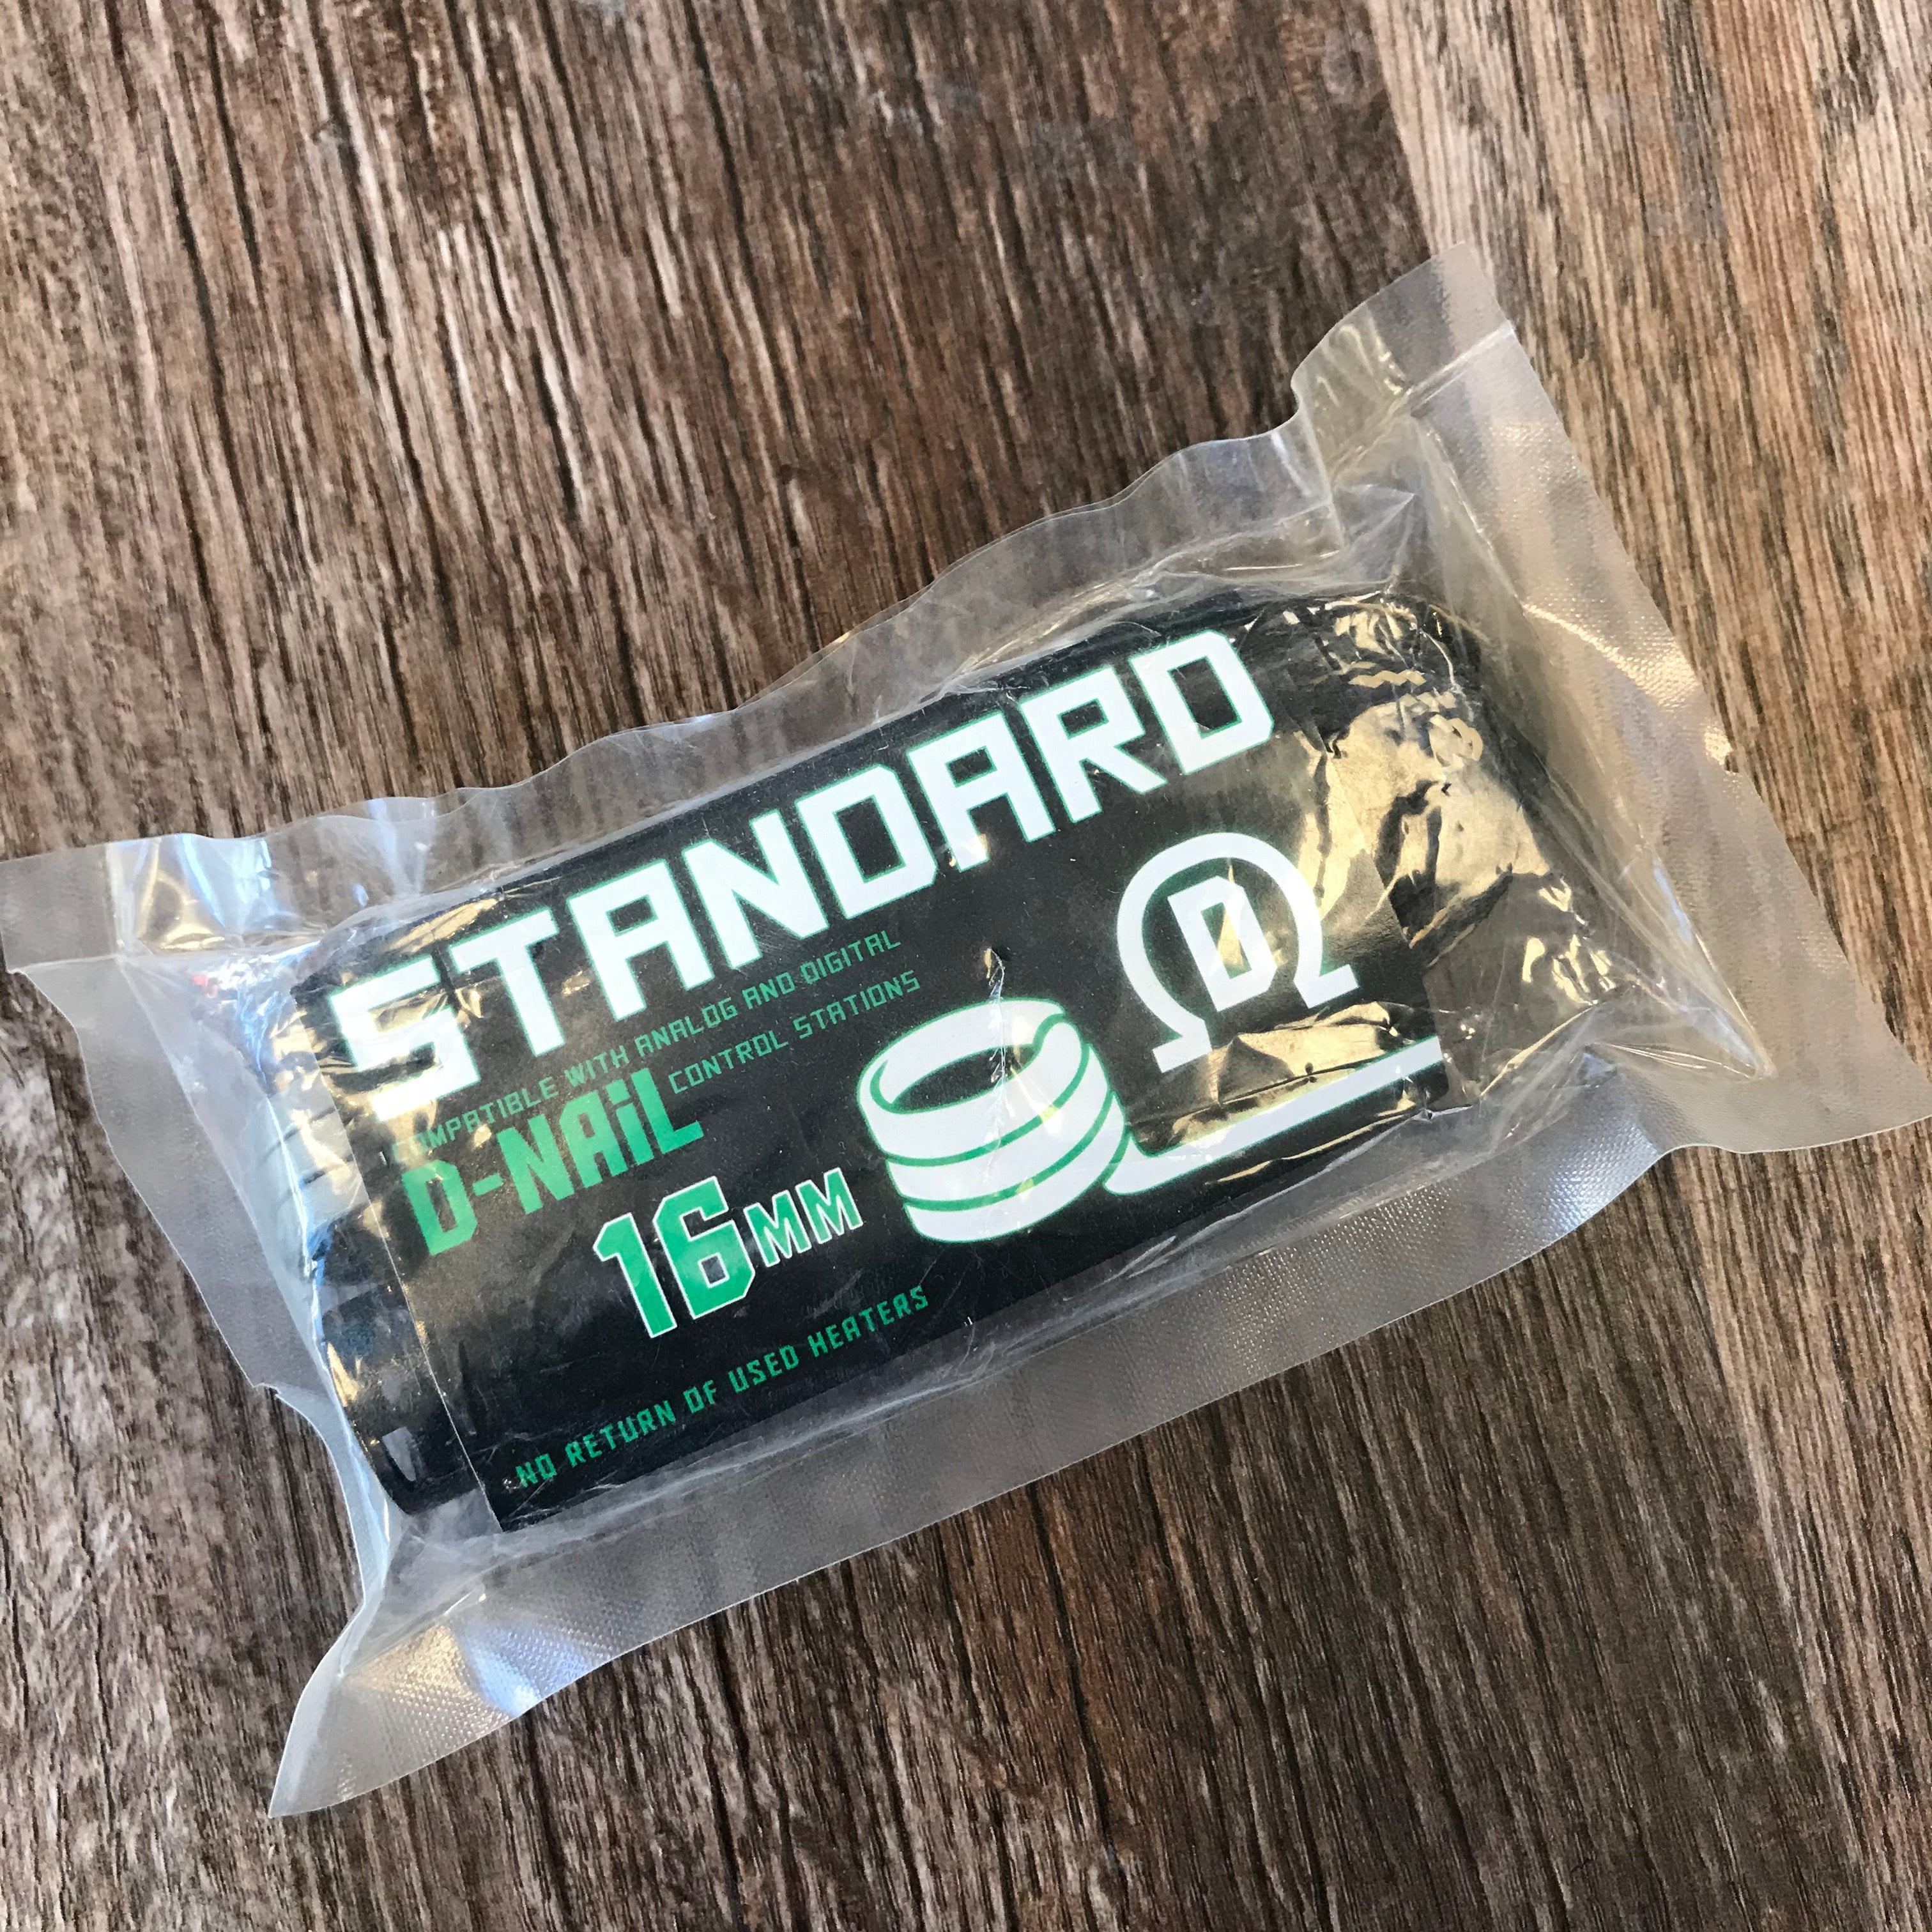 STANDARD
COMPATIBLE WITH ANALOG AND DIGITAL
D-NAiL CONTROL STATIONS
D
16MM
NO RETURN OF USED HEATERS